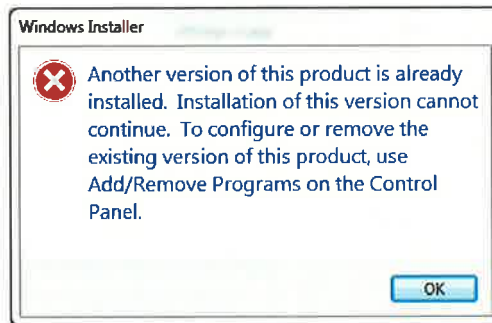 Windows Installer
Another version of this product is already
installed.  Installation of this version cannot
continue.  To configure or remove the
existing version of this product, use
Add/Remove Programs on the Control
Panel.
OK